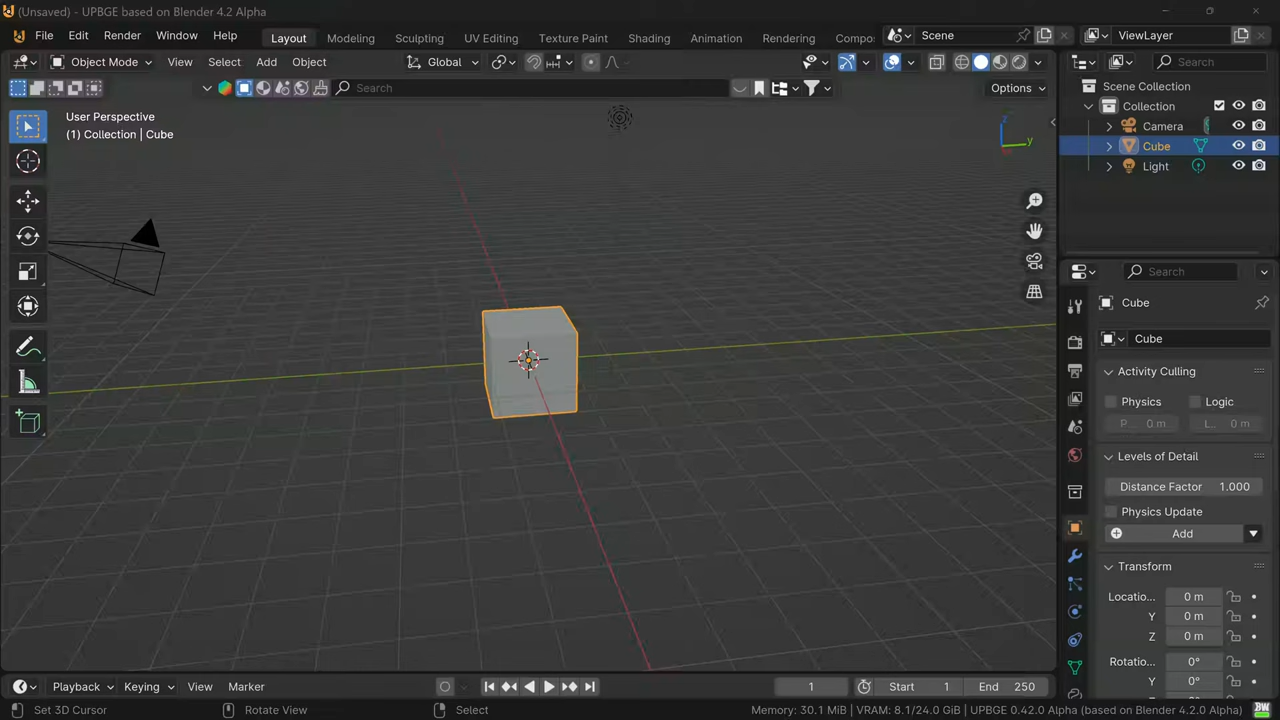 (Unsaved) - UPBGE based on Blender 4.2 Alpha
File Edit Render Window Help Layout Modeling Sculpting UV Editing Texture Paint Shading Animation Rendering Compo: Scene ViewLayer
Object Mode View Select Add Object Global Search
Search Options
User Perspective
(1) Collection | Cube
z
y
Scene Collection
Collection
Camera
Cube
Light
Search
Cube
Cube
Activity Culling
Physics Logic
P... 0 m L... 0 m
Levels of Detail
Distance Factor 1.000
Physics Update
Add
Transform
Locatio... 0 m
Y 0 m
Z 0 m
Rotatio... 0°
Y 0°
Playback Keying View Marker 1 Start 1 End 250
Set 3D Cursor Rotate View Select Memory: 30.1 MiB | VRAM: 8.1/24.0 GiB | UPBGE 0.42.0 Alpha (based on Blender 4.2.0 Alpha) BW